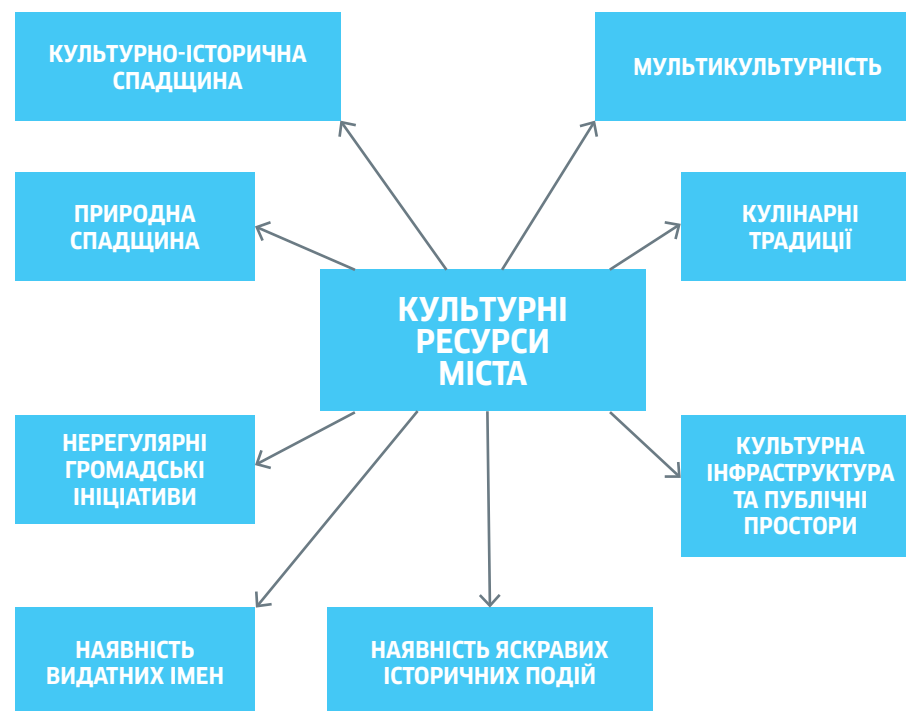 КУЛЬТУРНО-ІСТОРИЧНА
СПАДЩИНА
МУЛЬТИКУЛЬТУРНІСТЬ
ПРИРОДНА
СПАДЩИНА
КУЛІНАРНІ
ТРАДИЦІЇ
КУЛЬТУРНІ
РЕСУРСИ
МІСТА
НЕРЕГУЛЯРНІ
ГРОМАДСЬКІ
ІНІЦІАТИВИ
КУЛЬТУРНА
ІНФРАСТРУКТУРА
ТА ПУБЛІЧНІ
ПРОСТОРИ
НАЯВНІСТЬ
ВИДАТНИХ ІМЕН
НАЯВНІСТЬ ЯСКРАВИХ
ІСТОРИЧНИХ ПОДІЙ